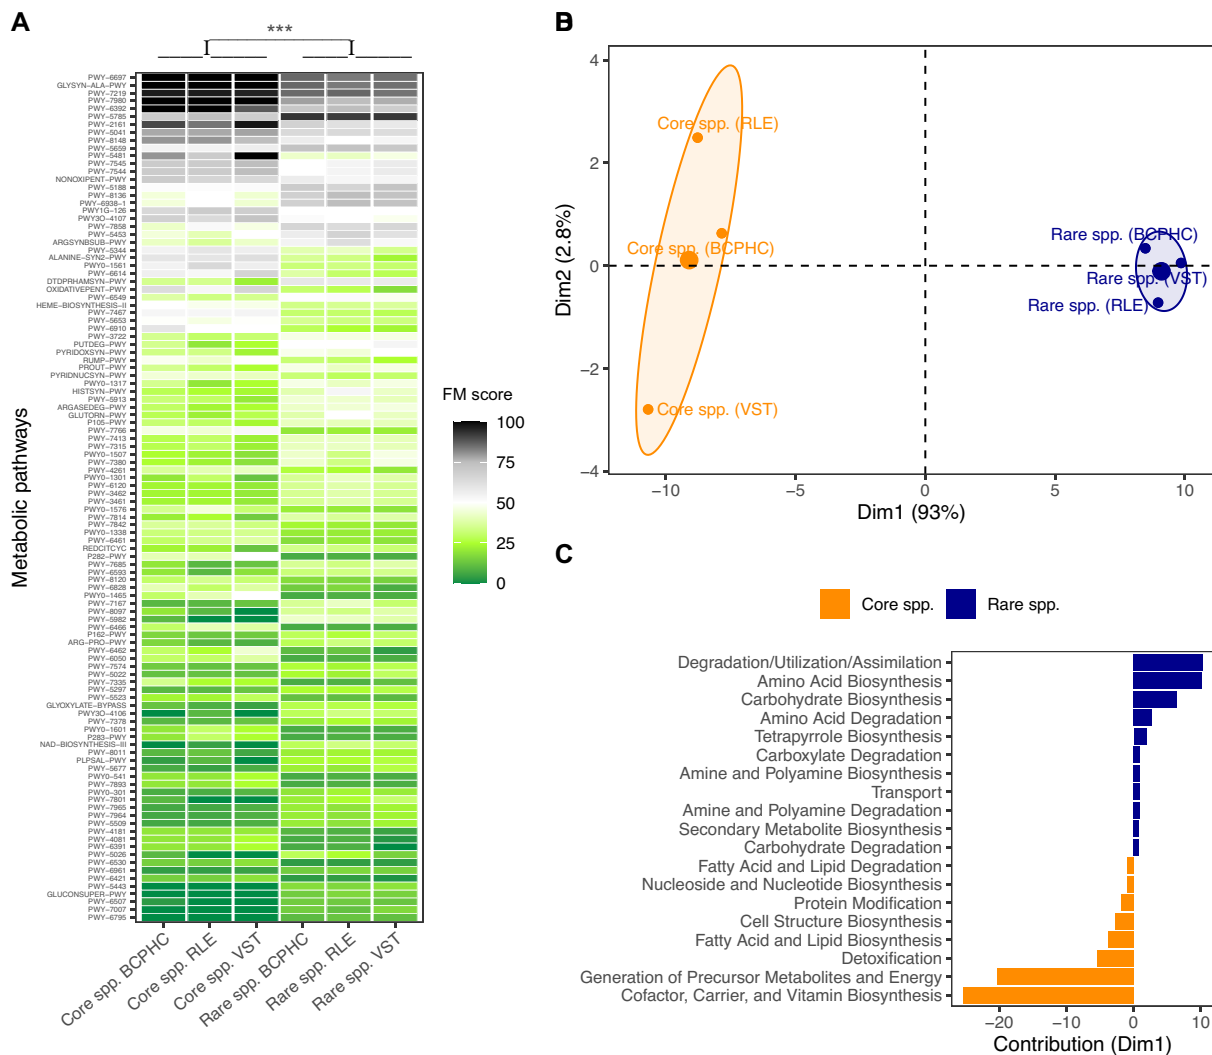 A
***
Metabolic pathways
PWY−6697
GLYSYN−ALA−PWY
PWY−7219
PWY−7980
PWY−6392
PWY−5785
PWY−2161
PWY−5041
PWY−8148
PWY−5659
PWY−5481
PWY−7545
PWY−7544
NONOXIPENT−PWY
PWY−5188
PWY−8136
PWY−6938−1
PWY1G−126
PWY3O−4107
PWY−7858
PWY−5453
ARGSYNBSUB−PWY
PWY−5344
ALANINE−SYN2−PWY
PWY0−1561
PWY−6614
DTDPRHAMSYN−PWY
OXIDATIVEPENT−PWY
PWY−6549
HEME−BIOSYNTHESIS−II
PWY−7467
PWY−5653
PWY−6910
PWY−3722
PUTDEG−PWY
PYRIDOXSYN−PWY
RUMP−PWY
PROUT−PWY
PYRIDNUCSYN−PWY
PWY0−1317
HISTSYN−PWY
PWY−5913
ARGASEDEG−PWY
GLUTORN−PWY
P105−PWY
PWY−7766
PWY−7413
PWY−7315
PWY0−1507
PWY−7380
PWY−4261
PWY0−1301
PWY−6120
PWY−3462
PWY−3461
PWY0−1576
PWY−7814
PWY−7842
PWY0−1338
PWY−6461
REDCITCYC
P282−PWY
PWY−7685
PWY−6593
PWY−8120
PWY−6828
PWY0−1465
PWY−7167
PWY−8097
PWY−5982
PWY−6466
P162−PWY
ARG−PRO−PWY
PWY−6462
PWY−6050
PWY−7574
PWY−5022
PWY−7335
PWY−5297
PWY−5523
GLYOXYLATE−BYPASS
PWY3O−4106
PWY−7378
PWY0−1601
P283−PWY
NAD−BIOSYNTHESIS−III
PWY−8011
PLPSAL−PWY
PWY−5677
PWY0−541
PWY−7893
PWY0−301
PWY−7801
PWY−7965
PWY−7964
PWY−5509
PWY−4181
PWY−4081
PWY−6391
PWY−5026
PWY−6530
PWY−6961
PWY−6421
PWY−5443
GLUCONSUPER−PWY
PWY−6507
PWY−7007
PWY−6795
Core spp. BCPHC
Core spp. RLE
Core spp. VST
Rare spp. BCPHC
Rare spp. RLE
Rare spp. VST
FM score
100
75
50
25
0
B
Dim2 (2.8%)
4
2
0
−2
−4
Core spp. (RLE)
Core spp. (BCPHC)
Core spp. (VST)
Rare spp. (BCPHC)
Rare spp. (VST)
Rare spp. (RLE)
−10
−5
0
5
10
Dim1 (93%)
C
Core spp.
Rare spp.
Degradation/Utilization/Assimilation
Amino Acid Biosynthesis
Carbohydrate Biosynthesis
Amino Acid Degradation
Tetrapyrrole Biosynthesis
Carboxylate Degradation
Amine and Polyamine Biosynthesis
Transport
Amine and Polyamine Degradation
Secondary Metabolite Biosynthesis
Carbohydrate Degradation
Fatty Acid and Lipid Degradation
Nucleoside and Nucleotide Biosynthesis
Protein Modification
Cell Structure Biosynthesis
Fatty Acid and Lipid Biosynthesis
Detoxification
Generation of Precursor Metabolites and Energy
Cofactor, Carrier, and Vitamin Biosynthesis
−20
−10
0
10
Contribution (Dim1)